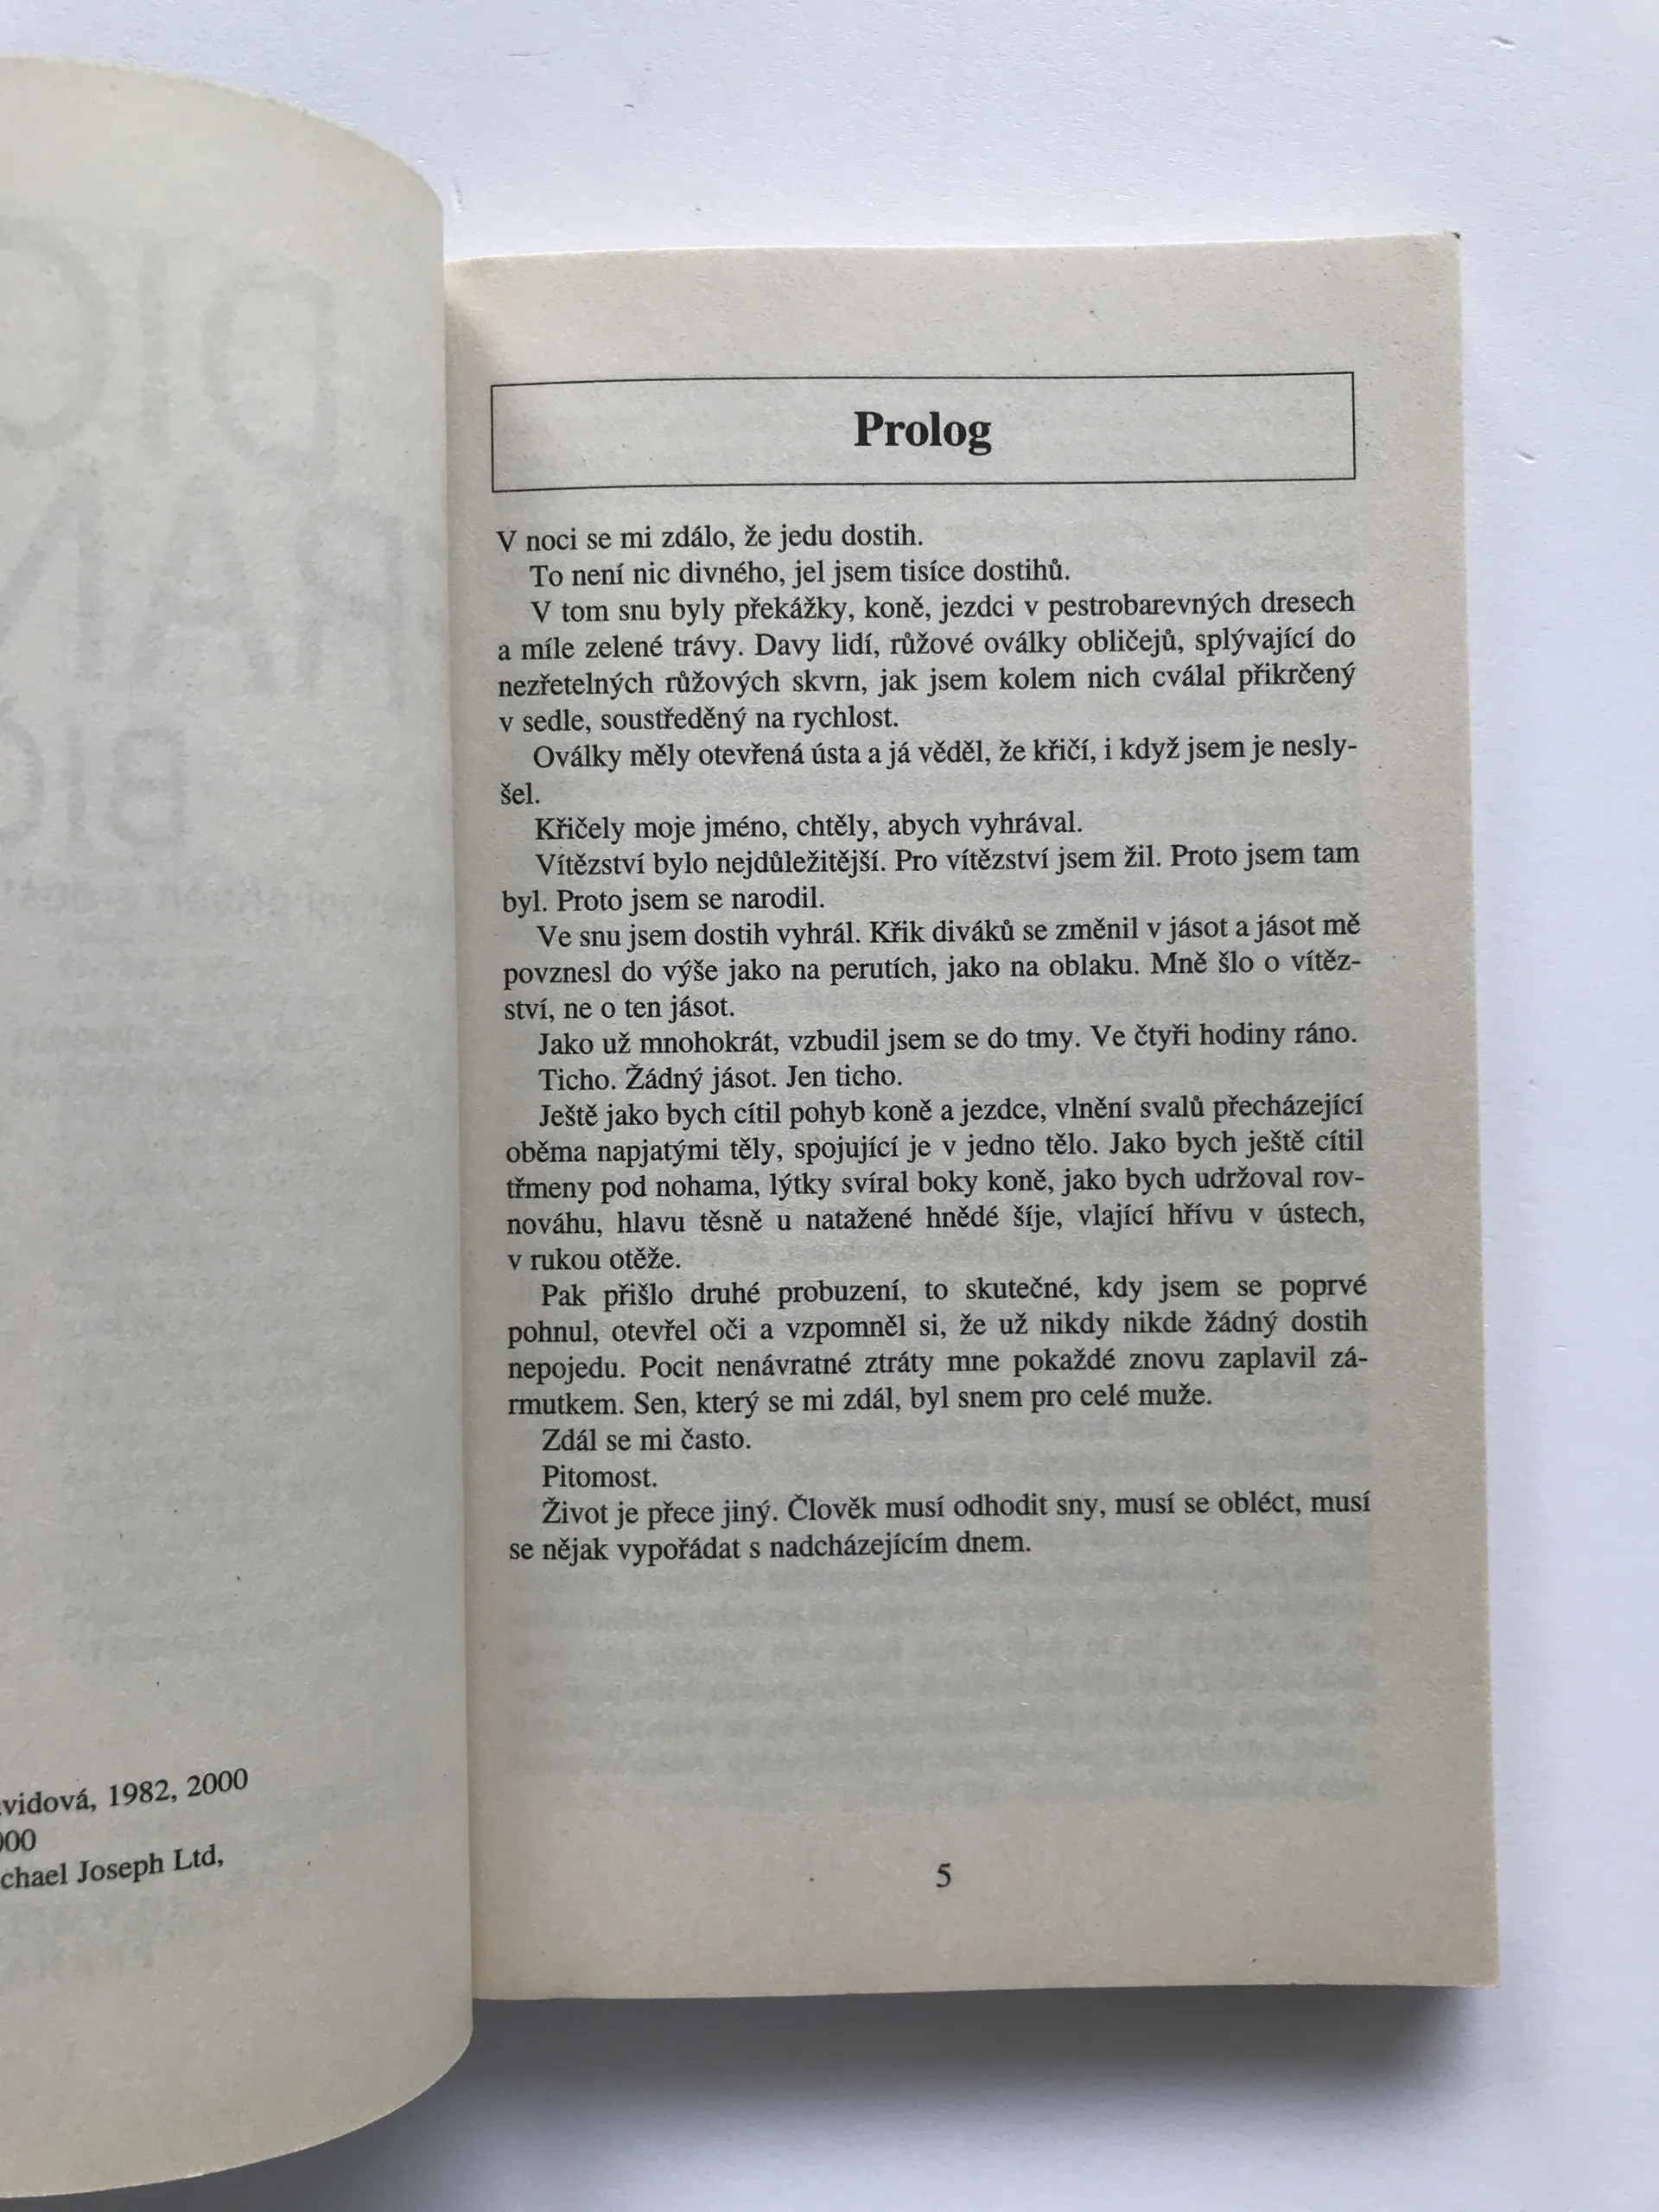 vidová, 1982, 2000
00
chael Joseph Ltd,
Prolog
V noci se mi zdálo, že jedu dostih.
To není nic divného, jel jsem tisíce dostihů.
V tom snu byly překážky, koně, jezdci v pestrobarevných dresech
a míle zelené trávy. Davy lidí, růžové oválky obličejů, splývající do
nezřetelných růžových skvrn, jak jsem kolem nich cválal přikrčený
v sedle, soustředěný na rychlost.
Oválky měly otevřená ústa a já věděl, že křičí, i když jsem je nesly-
šel.
Křičely moje jméno, chtěly, abych vyhrával.
Vítězství bylo nejdůležitější. Pro vítězství jsem žil. Proto jsem tam
byl. Proto jsem se narodil.
Ve snu jsem dostih vyhrál. Křik diváků se změnil v jásot a jásot mě
povznesl do výše jako na perutích, jako na oblaku. Mně šlo o vítěz-
ství, ne o ten jásot.
Jako už mnohokrát, vzbudil jsem se do tmy. Ve čtyři hodiny ráno.
Ticho. Žádný jásot. Jen ticho.
Ještě jako bych cítil pohyb koně a jezdce, vlnění svalů přecházející
oběma napjatými těly, spojující je v jedno tělo. Jako bych ještě cítil
třmeny pod nohama, lýtky svíral boky koně, jako bych udržoval rov-
nováhu, hlavu těsně u natažené hnědé šíje, vlající hřívu v ústech,
v rukou otěže.
Pak přišlo druhé probuzení, to skutečné, kdy jsem se poprvé
pohnul, otevřel oči a vzpomněl si, že už nikdy nikde žádný dostih
nepojedu. Pocit nenávratné ztráty mne pokaždé znovu zaplavil zá-
rmutkem. Sen, který se mi zdál, byl snem pro celé muže.
Zdál se mi často.
Pitomost.
Život je přece jiný. Člověk musí odhodit sny, musí se obléct, musí
se nějak vypořádat s nadcházejícím dnem.
5